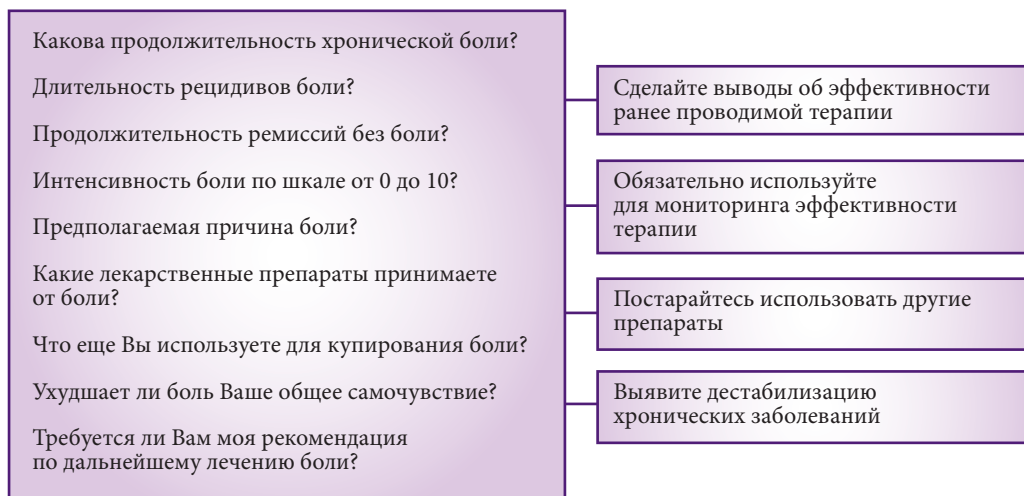 Какова продолжительность хронической боли?
Длительность рецидивов боли?
Продолжительность ремиссий без боли?
Интенсивность боли по шкале от 0 до 10?
Предполагаемая причина боли?
Какие лекарственные препараты принимаете
от боли?
Что еще Вы используете для купирования боли?
Ухудшает ли боль Ваше общее самочувствие?
Требуется ли Вам моя рекомендация
по дальнейшему лечению боли?
Сделайте выводы об эффективности
ранее проводимой терапии
Обязательно используйте
для мониторинга эффективности
терапии
Постарайтесь использовать другие
препараты
Выявите дестабилизацию
хронических заболеваний